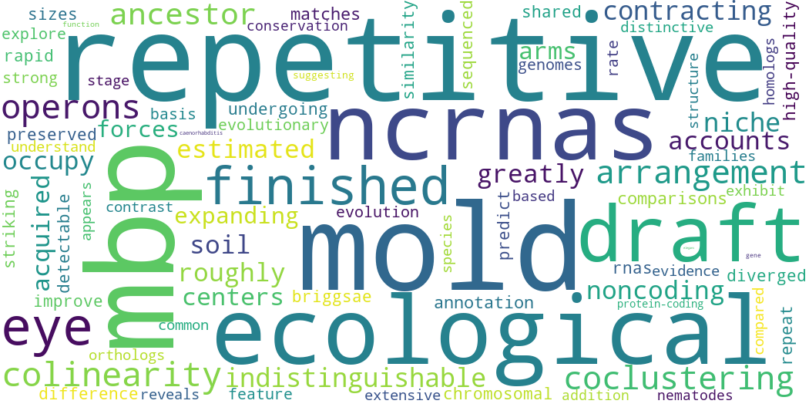 sizes ancestor matches shared contracting
explore conservation similarity sequenced distinctive high-quality
rapid repetitive arms rate homologs
strong stage function suggesting genomes structure
operons basis undergoing ncrnas niche
preserved forces evolutionary accounts
understand caenorhabditis estimated families
occupy greatly arrangement
striking acquired detectable appears mbp finished predict based comparisons exhibit
contrast expanding evolution species draft
soil mold rnas evidence gene
roughly noncoding diverged
improve centers briggsae annotation protein-coding compared repeat
eye common ecological
orthologs
colinearity indistinguishable coclustering
difference reveals feature extensive chromosomal addition nematodes